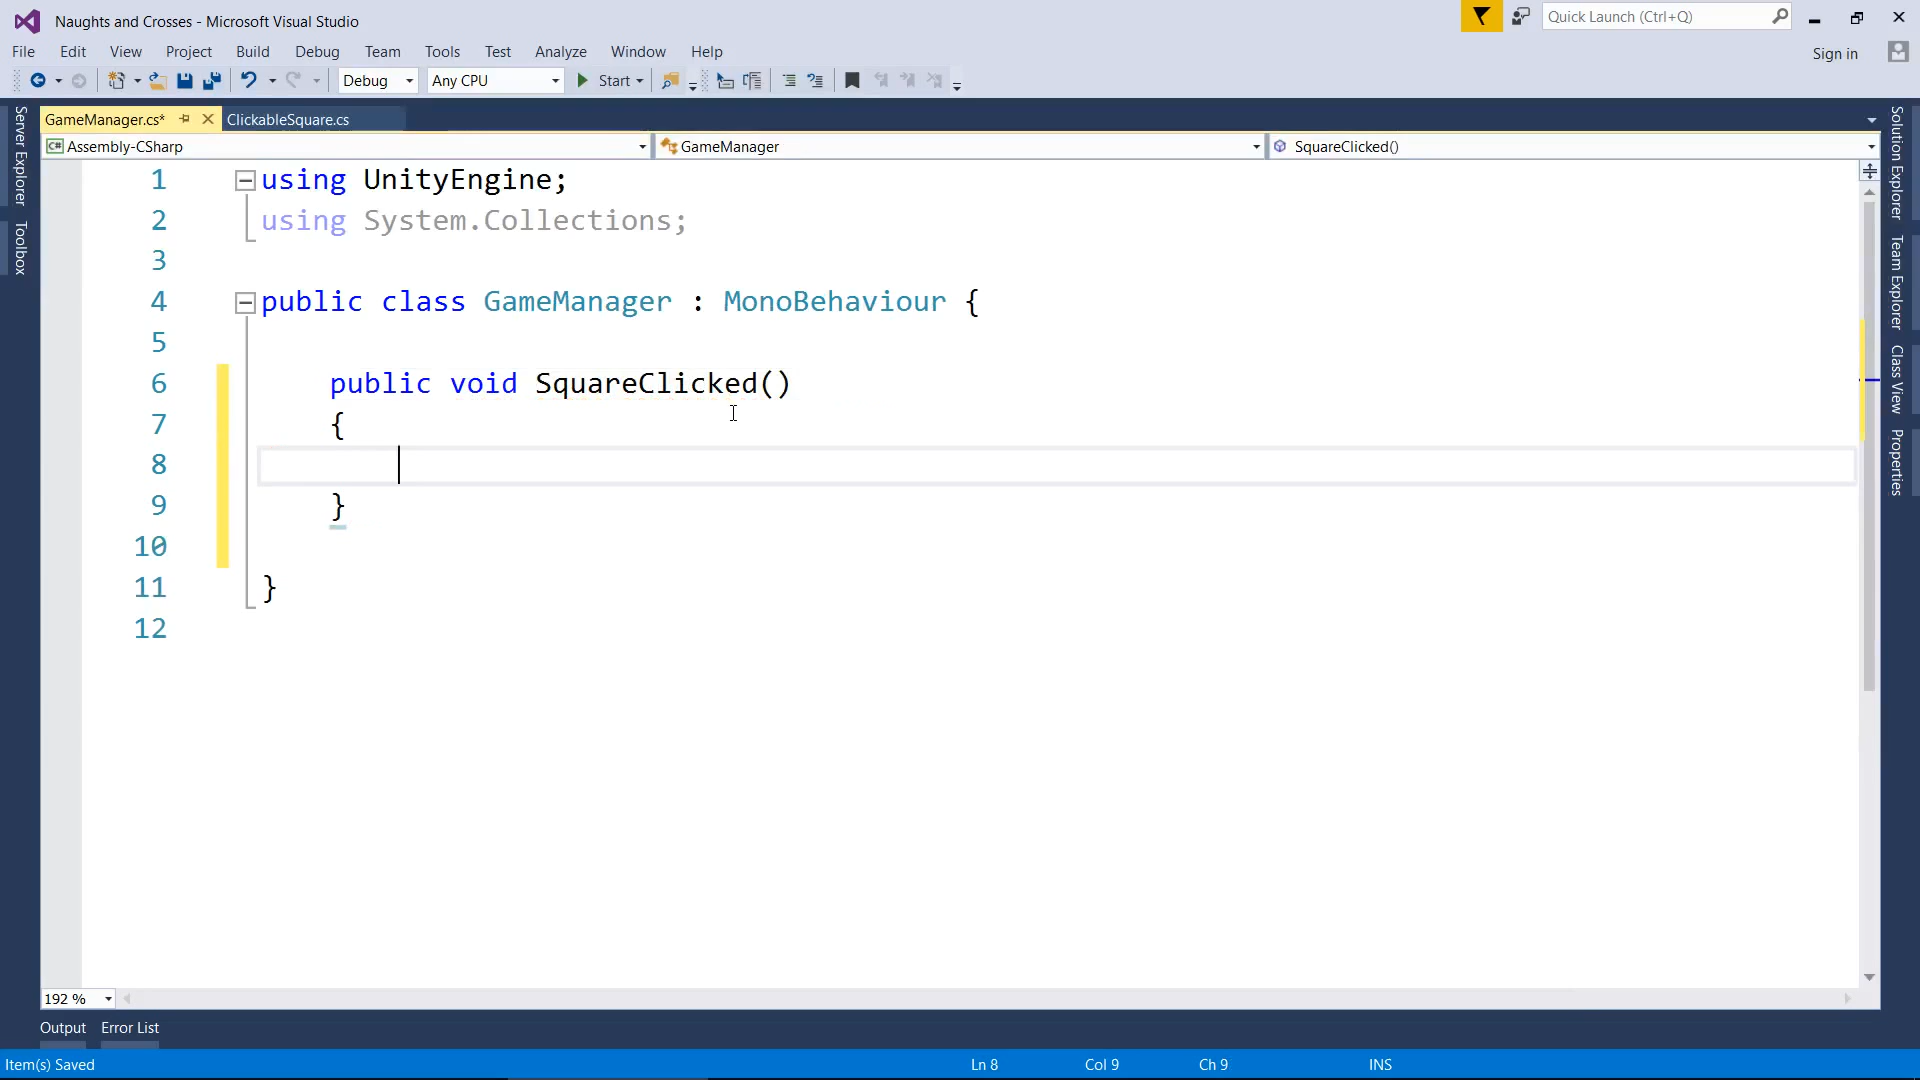 Naughts and Crosses - Microsoft Visual Studio
Quick Launch (Ctrl+Q)
File Edit View Project Build Debug Team Tools Test Analyze Window Help
Sign in
Debug Any CPU Start
GameManager.cs* ClickableSquare.cs
C# Assembly-CSharp GameManager SquareClicked()
Server Explorer
Toolbox
Solution Explorer
Team Explorer
Class View
Properties
1 using UnityEngine;
2 using System.Collections;
3
4 public class GameManager : MonoBehaviour {
5
6 public void SquareClicked()
7 {
8
9 }
10
11 }
12
192 %
Output Error List
Item(s) Saved Ln 8 Col 9 Ch 9 INS